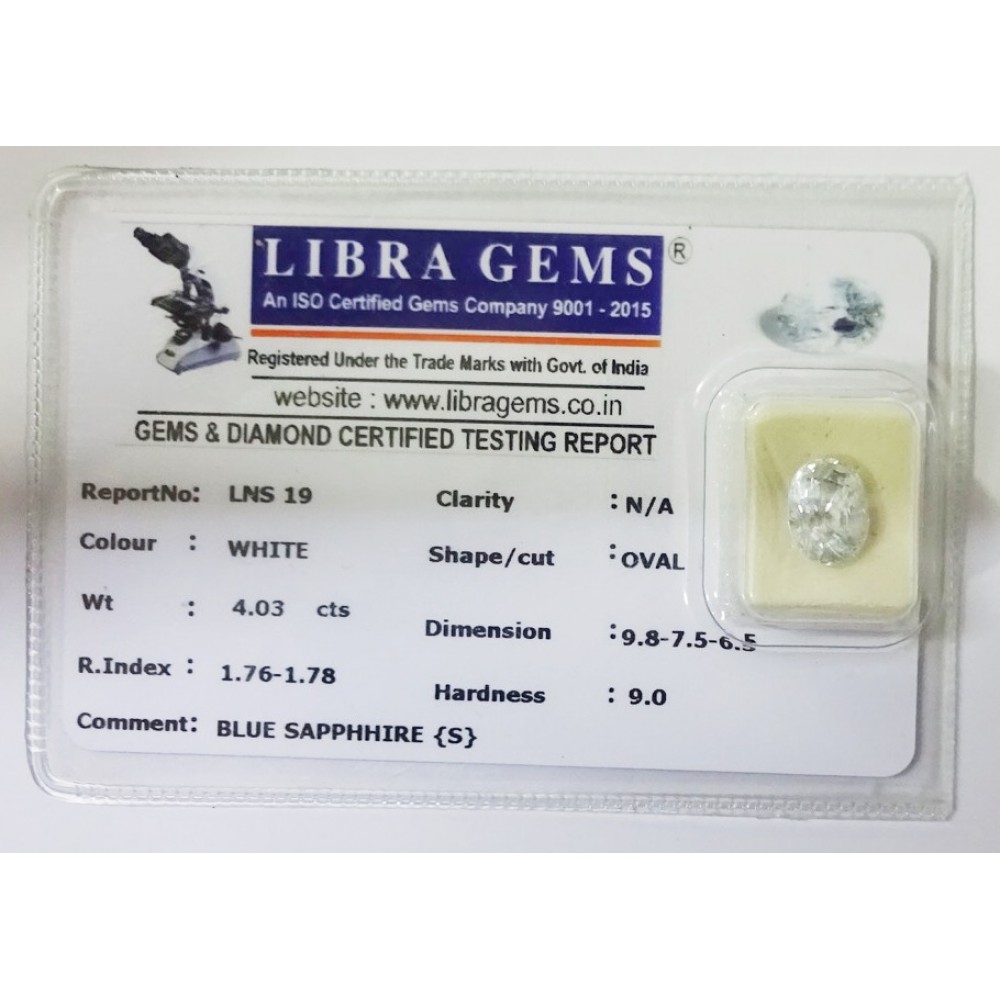 LIBRA GEMS ®
An ISO Certified Gems Company 9001 - 2015
Registered Under the Trade Marks with Govt. of India
website : www.libragems.co.in
GEMS & DIAMOND CERTIFIED TESTING REPORT
ReportNo: LNS 19 Clarity : N/A
Colour : WHITE Shape/cut : OVAL
Wt : 4.03 cts Dimension : 9.8-7.5-6.5
R.Index : 1.76-1.78 Hardness : 9.0
Comment: BLUE SAPPHHIRE {S}